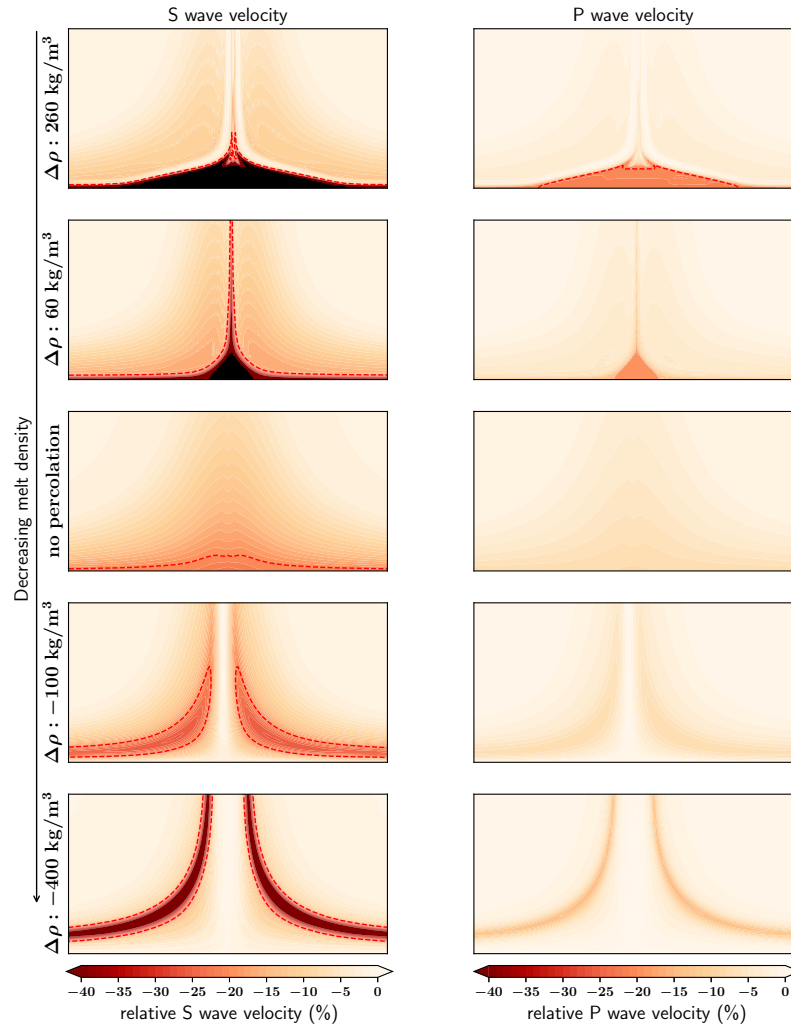 S wave velocity
P wave velocity
Decreasing melt density
Δρ : 260 kg/m³
Δρ : 60 kg/m³
no percolation
Δρ : −100 kg/m³
Δρ : −400 kg/m³
−40 −35 −30 −25 −20 −15 −10 −5 0
relative S wave velocity (%)
−40 −35 −30 −25 −20 −15 −10 −5 0
relative P wave velocity (%)